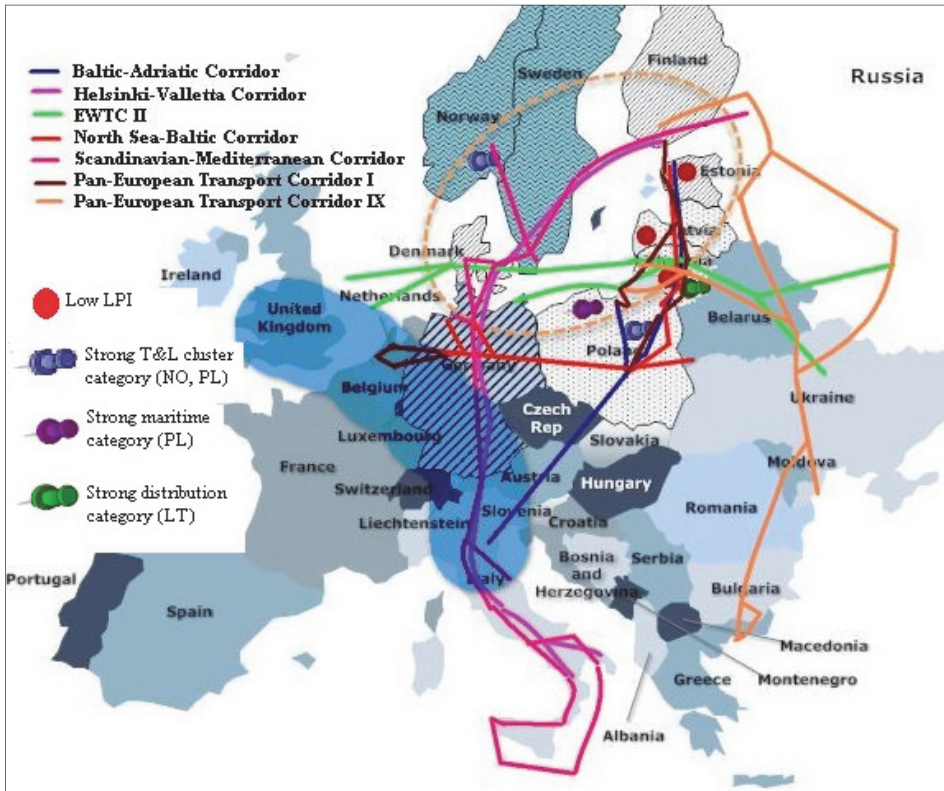 Baltic-Adriatic Corridor
Helsinki-Valletta Corridor
EWTC II
North Sea-Baltic Corridor
Scandinavian-Mediterranean Corridor
Pan-European Transport Corridor I
Pan-European Transport Corridor IX
Low LPI
Strong T&L cluster
category (NO, PL)
Strong maritime
category (PL)
Strong distribution
category (LT)
Finland
Sweden
Russia
Norway
Estonia
Denmark
Ireland
Netherlands
United
Kingdom
Belarus
Poland
Belgium
Germany
Ukraine
Czech
Rep
Luxembourg
Slovakia
France
Moldova
Austria
Hungary
Switzerland
Romania
Slovenia
Liechtenstein
Croatia
Bosnia
and
Herzegovina
Serbia
Italy
Portugal
Bulgaria
Spain
Macedonia
Greece
Montenegro
Albania